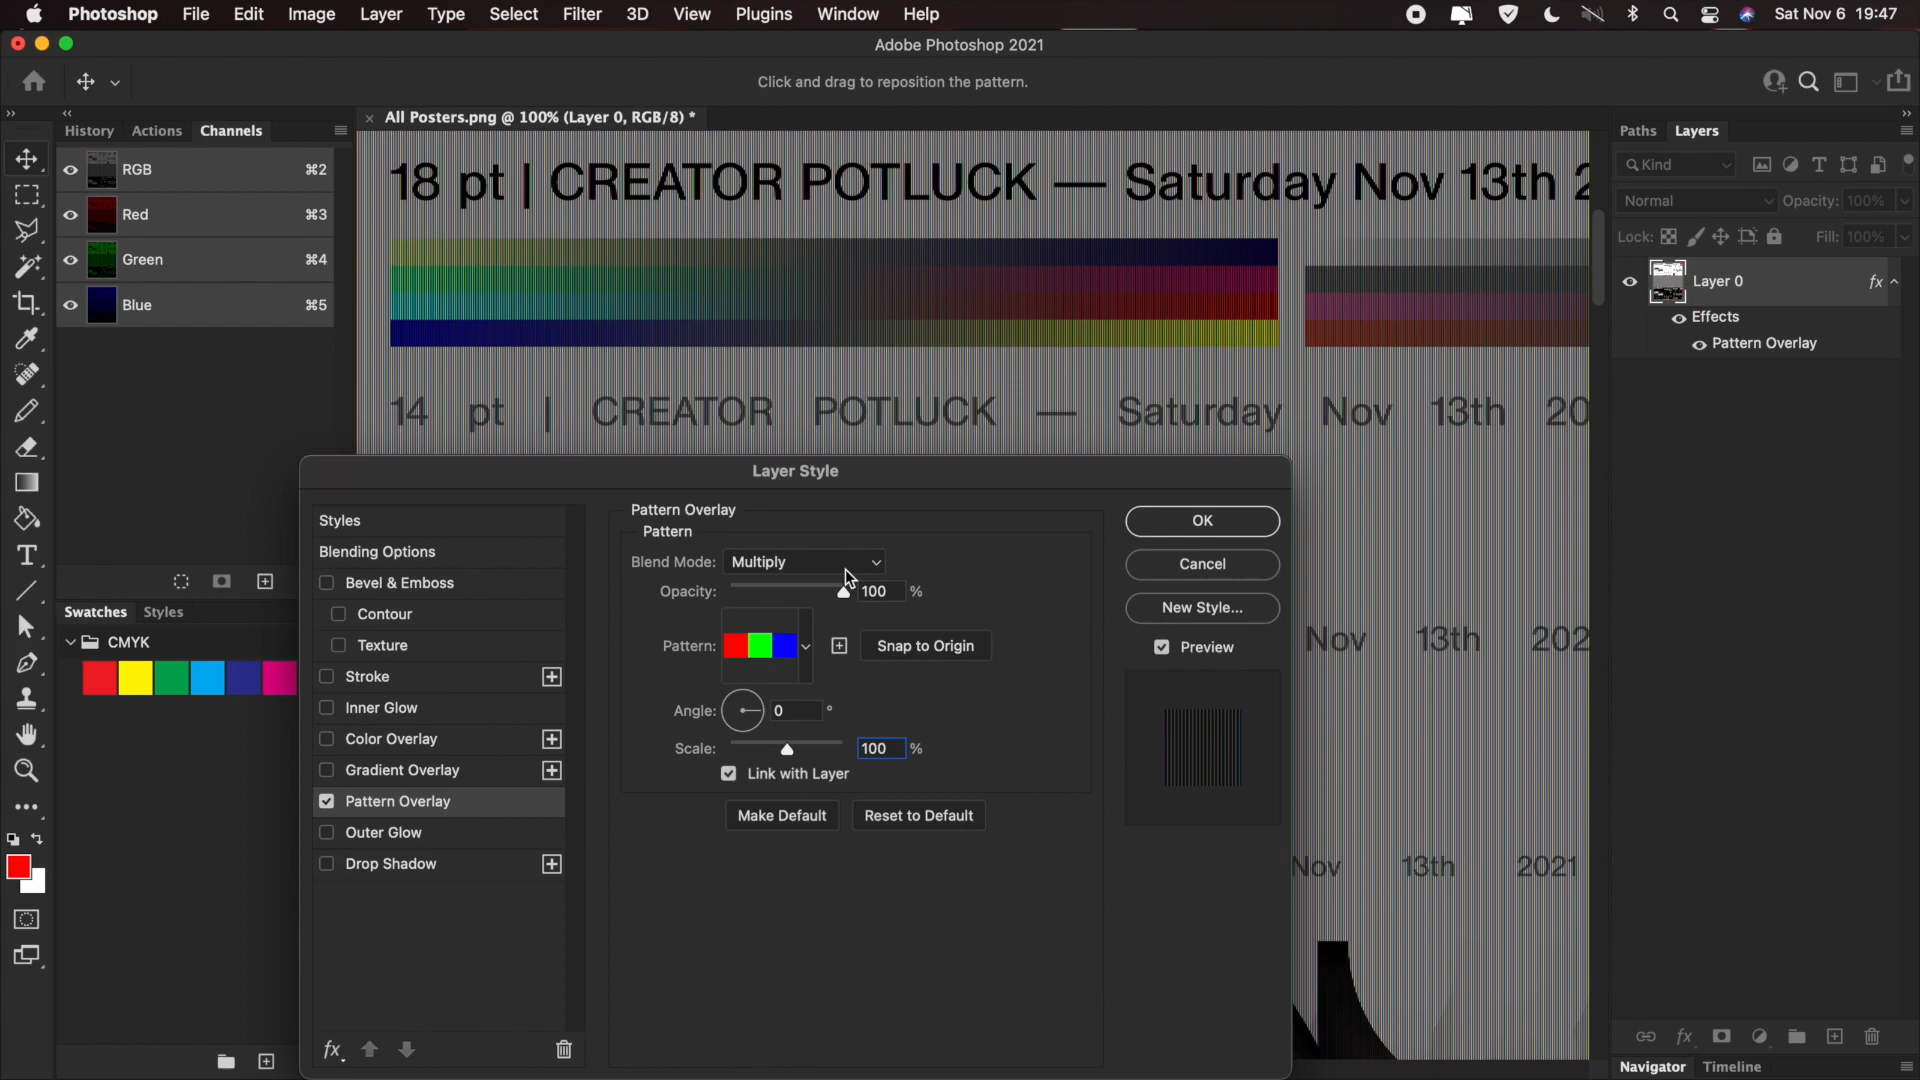 Photoshop File Edit Image Layer Type Select Filter 3D View Plugins Window Help Sat Nov 6 19:47
Adobe Photoshop 2021
Click and drag to reposition the pattern.
History Actions Channels
× All Posters.png @ 100% (Layer 0, RGB/8) *
Paths Layers
RGB ⌘2
Red ⌘3
Green ⌘4
Blue ⌘5
18 pt | CREATOR POTLUCK — Saturday Nov 13th 2
14 pt | CREATOR POTLUCK — Saturday Nov 13th 20
Nov 13th 202
Nov 13th 2021
Kind
Normal Opacity: 100%
Lock: Fill: 100%
Layer 0 fx
Effects
Pattern Overlay
Swatches Styles
CMYK
Layer Style
Styles
Blending Options
Bevel & Emboss
Contour
Texture
Stroke
Inner Glow
Color Overlay
Gradient Overlay
Pattern Overlay
Outer Glow
Drop Shadow
fx
Pattern Overlay
Pattern
Blend Mode: Multiply
Opacity: 100 %
Pattern: Snap to Origin
Angle: 0 °
Scale: 100 %
Link with Layer
Make Default Reset to Default
OK
Cancel
New Style...
Preview
fx
Navigator Timeline